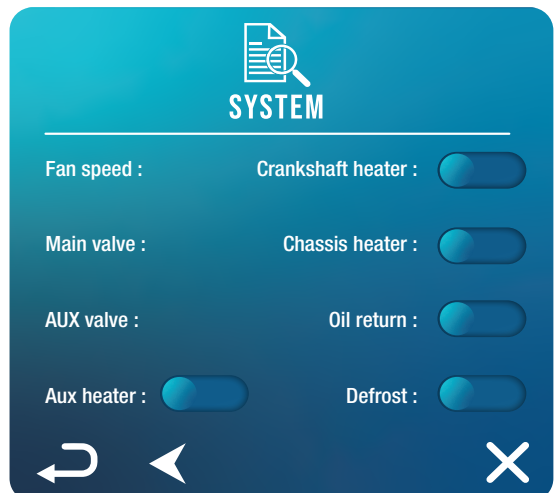 SYSTEM
Fan speed : Crankshaft heater :
Main valve : Chassis heater :
AUX valve : Oil return :
Aux heater : Defrost :